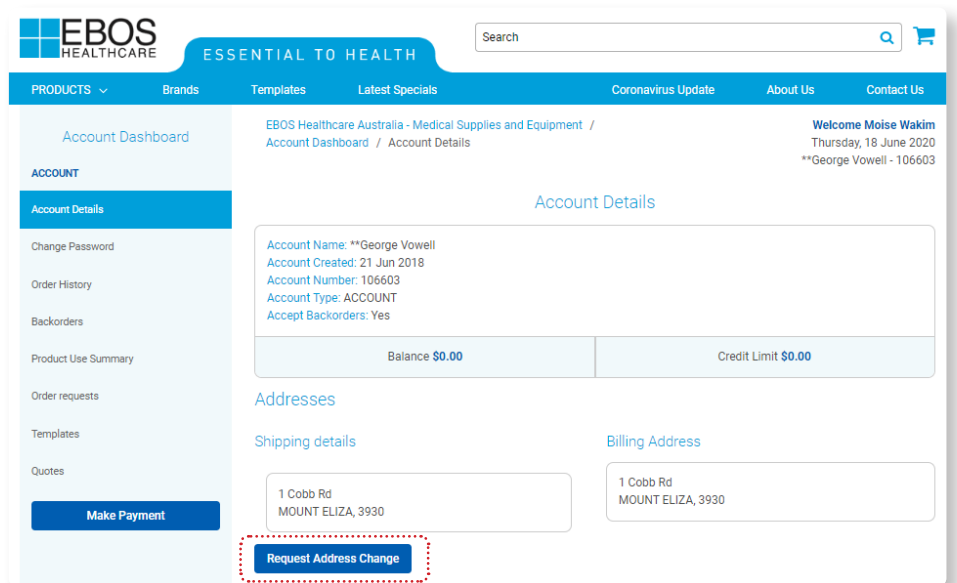 EBOS
HEALTHCARE
ESSENTIAL TO HEALTH
Search
PRODUCTS
Brands
Templates
Latest Specials
Coronavirus Update
About Us
Contact Us
Account Dashboard
ACCOUNT
Account Details
Change Password
Order History
Backorders
Product Use Summary
Order requests
Templates
Quotes
Make Payment
EBOS Healthcare Australia - Medical Supplies and Equipment /
Account Dashboard / Account Details
Welcome Moise Wakim
Thursday, 18 June 2020
**George Vowell - 106603
Account Details
Account Name: **George Vowell
Account Created: 21 Jun 2018
Account Number: 106603
Account Type: ACCOUNT
Accept Backorders: Yes
Balance $0.00
Credit Limit $0.00
Addresses
Shipping details
1 Cobb Rd
MOUNT ELIZA, 3930
Billing Address
1 Cobb Rd
MOUNT ELIZA, 3930
Request Address Change